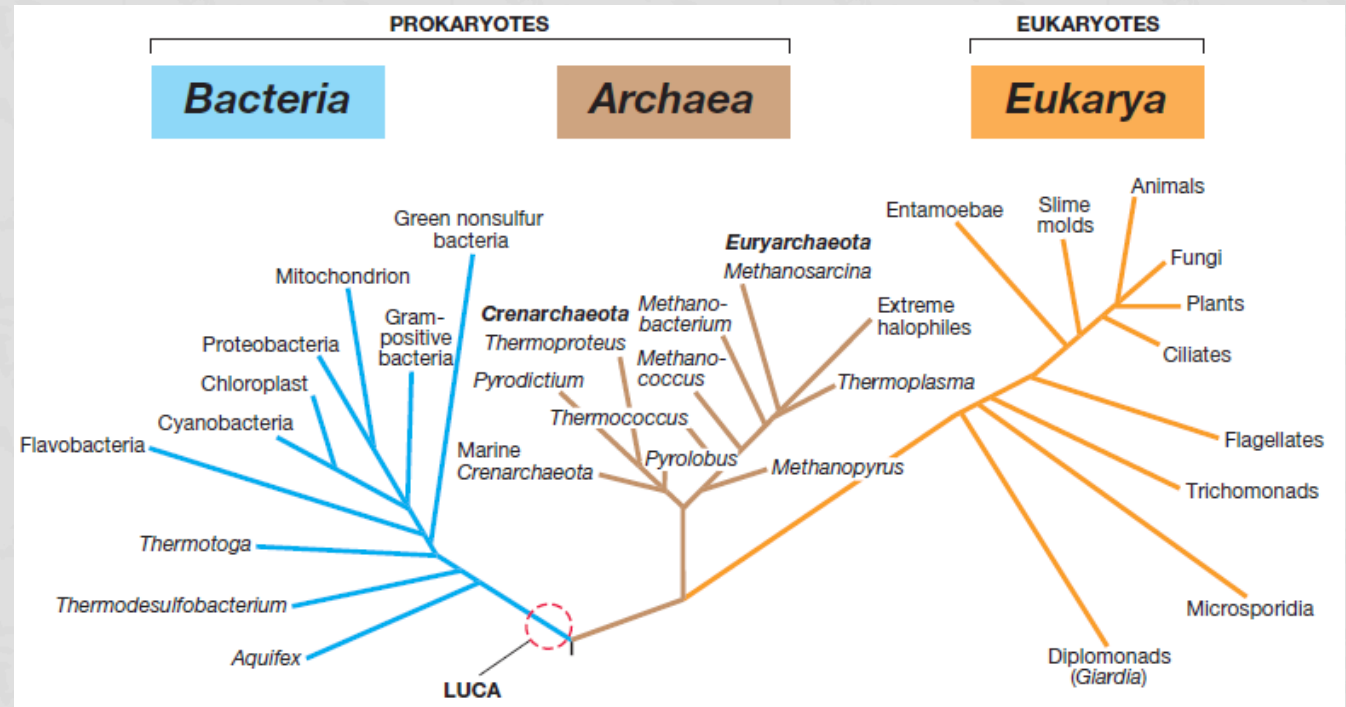 PROKARYOTES
EUKARYOTES
Bacteria
Archaea
Eukarya
Green nonsulfur
bacteria
Mitochondrion
Gram-
positive
bacteria
Proteobacteria
Chloroplast
Cyanobacteria
Flavobacteria
Thermotoga
Thermodesulfobacterium
Aquifex
LUCA
Crenarchaeota
Thermoproteus
Pyrodictium
Thermococcus
Marine
Crenarchaeota
Pyrolobus
Methano-
bacterium
Methano-
coccus
Euryarchaeota
Methanosarcina
Extreme
halophiles
Thermoplasma
Methanopyrus
Entamoebae
Slime
molds
Animals
Fungi
Plants
Ciliates
Flagellates
Trichomonads
Microsporidia
Diplomonads
(Giardia)